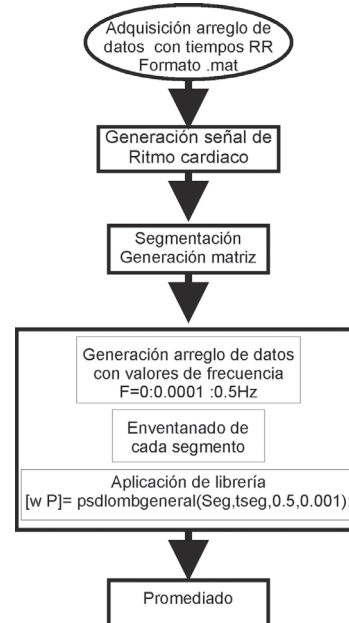 Adquisición arreglo de
datos con tiempos RR
Formato .mat
Generación señal de
Ritmo cardiaco
Segmentación
Generación matriz
Generación arreglo de datos
con valores de frecuencia
F=0:0.0001 :0.5Hz
Enventanado de
cada segmento
Aplicación de librería
[w P]= psdlombgeneral(Seg,tseg,0.5,0.001);
Promediado